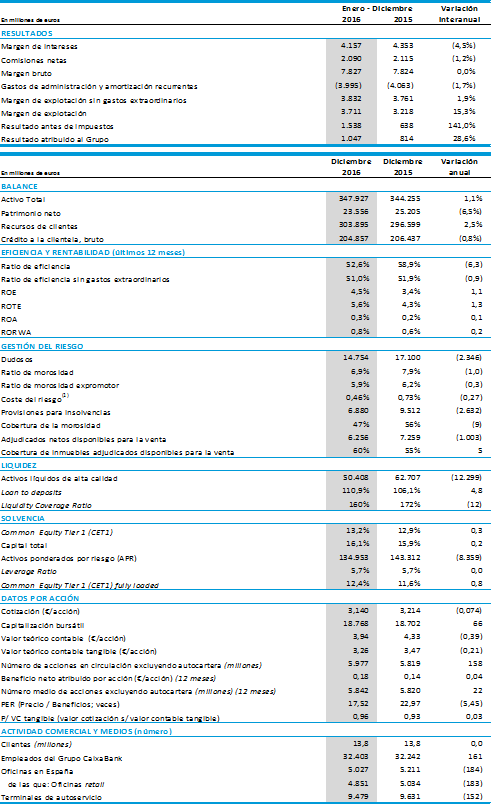 Enero - Diciembre Variación
En millones de euros 2016 2015 interanual
RESULTADOS
Margen de intereses 4.157 4.353 (4,5%)
Comisiones netas 2.090 2.115 (1,2%)
Margen bruto 7.827 7.824 0,0%
Gastos de administración y amortización recurrentes (3.995) (4.063) (1,7%)
Margen de explotación sin gastos extraordinarios 3.832 3.761 1,9%
Margen de explotación 3.711 3.218 15,3%
Resultado antes de impuestos 1.538 638 141,0%
Resultado atribuido al Grupo 1.047 814 28,6%
Diciembre Diciembre Variación
En millones de euros 2016 2015 anual
BALANCE
Activo Total 347.927 344.255 1,1%
Patrimonio neto 23.556 25.205 (6,5%)
Recursos de clientes 303.895 296.599 2,5%
Crédito a la clientela, bruto 204.857 206.437 (0,8%)
EFICIENCIA Y RENTABILIDAD (últimos 12 meses)
Ratio de eficiencia 52,6% 58,9% (6,3)
Ratio de eficiencia sin gastos extraordinarios 51,0% 51,9% (0,9)
ROE 4,5% 3,4% 1,1
ROTE 5,6% 4,3% 1,3
ROA 0,3% 0,2% 0,1
RORWA 0,8% 0,6% 0,2
GESTIÓN DEL RIESGO
Dudosos 14.754 17.100 (2.346)
Ratio de morosidad 6,9% 7,9% (1,0)
Ratio de morosidad expromotor 5,9% 6,2% (0,3)
Coste del riesgo(1) 0,46% 0,73% (0,27)
Provisiones para insolvencias 6.880 9.512 (2.632)
Cobertura de la morosidad 47% 56% (9)
Adjudicados netos disponibles para la venta 6.256 7.259 (1.003)
Cobertura de inmuebles adjudicados disponibles para la venta 60% 55% 5
LIQUIDEZ
Activos líquidos de alta calidad 50.408 62.707 (12.299)
Loan to deposits 110,9% 106,1% 4,8
Liquidity Coverage Ratio 160% 172% (12)
SOLVENCIA
Common Equity Tier 1 (CET1) 13,2% 12,9% 0,3
Capital total 16,1% 15,9% 0,2
Activos ponderados por riesgo (APR) 134.953 143.312 (8.359)
Leverage Ratio 5,7% 5,7% 0,0
Common Equity Tier 1 (CET1) fully loaded 12,4% 11,6% 0,8
DATOS POR ACCIÓN
Cotización (€/acción) 3,140 3,214 (0,074)
Capitalización bursátil 18.768 18.702 66
Valor teórico contable (€/acción) 3,94 4,33 (0,39)
Valor teórico contable tangible (€/acción) 3,26 3,47 (0,21)
Número de acciones en circulación excluyendo autocartera (millones) 5.977 5.819 158
Beneficio neto atribuido por acción (€/acción) (12 meses) 0,18 0,14 0,04
Número medio de acciones excluyendo autocartera (millones) (12 meses) 5.842 5.820 22
PER (Precio / Beneficios; veces) 17,52 22,97 (5,45)
P/ VC tangible (valor cotización s/ valor contable tangible) 0,96 0,93 0,03
ACTIVIDAD COMERCIAL Y MEDIOS (número)
Clientes (millones) 13,8 13,8 0,0
Empleados del Grupo CaixaBank 32.403 32.242 161
Oficinas en España 5.027 5.211 (184)
de las que: Oficinas retail 4.851 5.034 (183)
Terminales de autoservicio 9.479 9.631 (152)